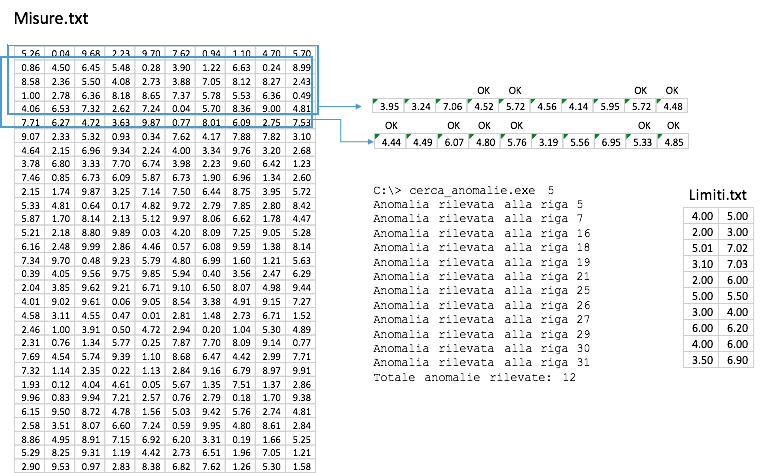 Misure.txt
5.26 0.04 9.68 2.23 9.70 7.62 0.94 1.10 4.70 5.70
0.86 4.50 6.45 5.48 0.28 3.90 1.22 6.63 0.24 8.99
8.58 2.36 5.50 4.08 2.73 3.88 7.05 8.12 8.27 2.43
1.00 2.78 6.36 8.18 8.65 7.37 5.78 5.53 6.36 0.49
4.06 6.53 7.32 2.62 7.24 0.04 5.70 8.36 9.00 4.81
7.71 6.27 4.72 3.63 9.87 0.77 8.01 6.09 2.75 7.53
9.07 2.33 5.32 0.93 0.34 7.62 4.17 7.88 7.82 3.10
4.64 2.15 6.96 9.34 2.24 4.00 3.34 9.76 3.20 2.68
3.78 6.80 3.33 7.70 6.74 3.98 2.23 9.60 6.42 1.23
7.46 0.85 6.73 6.09 5.87 6.73 1.90 6.96 1.34 2.60
2.15 1.74 9.87 3.25 7.14 7.50 6.44 8.75 3.95 5.72
5.33 4.81 0.64 0.17 4.82 9.72 2.79 7.85 2.80 8.42
5.87 1.70 8.14 2.13 5.12 9.97 8.06 6.62 1.78 4.47
5.21 2.18 8.80 9.89 0.03 4.20 8.09 7.25 9.05 5.28
6.16 2.48 9.99 2.86 4.46 0.57 6.08 9.59 1.38 8.14
7.34 9.70 0.48 9.23 5.79 4.80 6.99 1.60 1.21 5.63
0.39 4.05 9.56 9.75 9.85 5.94 0.40 3.56 2.47 6.29
2.04 3.85 9.62 9.21 6.71 9.10 6.50 8.07 4.98 9.44
4.01 9.02 9.61 0.06 9.05 8.54 3.38 4.91 9.15 7.27
4.58 3.11 4.55 0.47 0.01 2.81 1.48 2.73 6.71 1.52
2.46 1.00 3.91 0.50 4.72 2.94 0.20 1.04 5.30 4.89
2.31 0.76 1.34 5.77 0.25 7.87 7.70 8.09 9.14 0.77
7.69 4.54 5.74 9.39 1.10 8.68 6.47 4.42 2.99 7.71
7.32 1.14 2.35 0.22 1.13 2.84 9.16 6.79 8.97 9.91
1.93 0.12 4.04 4.61 0.05 5.67 1.35 7.51 1.37 2.86
9.96 0.83 9.94 7.21 2.57 0.76 2.79 0.18 1.70 9.38
6.15 9.50 8.72 4.78 1.56 5.03 9.42 5.76 2.74 4.81
2.58 3.51 8.07 6.60 7.24 0.59 9.95 4.80 8.61 2.84
8.86 4.95 8.91 7.15 6.92 6.20 3.31 0.19 1.66 5.25
5.29 8.25 9.31 1.19 4.42 2.73 6.51 1.96 7.05 1.21
2.90 9.53 0.97 2.83 8.38 6.82 7.62 1.26 5.30 1.58
OK OK OK OK
3.95 3.24 7.06 4.52 5.72 4.56 4.14 5.95 5.72 4.48
OK OK OK OK OK OK
4.44 4.49 6.07 4.80 5.76 3.19 5.56 6.95 5.33 4.85
C:\> cerca_anomalie.exe 5
Anomalia rilevata alla riga 5
Anomalia rilevata alla riga 7
Anomalia rilevata alla riga 16
Anomalia rilevata alla riga 18
Anomalia rilevata alla riga 19
Anomalia rilevata alla riga 21
Anomalia rilevata alla riga 25
Anomalia rilevata alla riga 26
Anomalia rilevata alla riga 27
Anomalia rilevata alla riga 29
Anomalia rilevata alla riga 30
Anomalia rilevata alla riga 31
Totale anomalie rilevate: 12
Limiti.txt
4.00 5.00
2.00 3.00
5.01 7.02
3.10 7.03
2.00 6.00
5.00 5.50
3.00 4.00
6.00 6.20
4.00 6.00
3.50 6.90